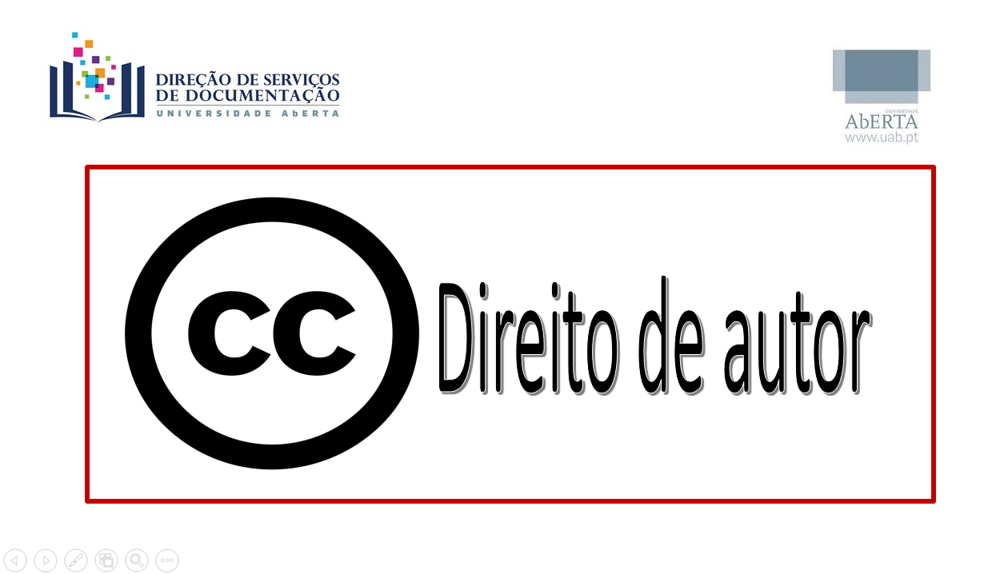 DIREÇÃO DE SERVIÇOS
DE DOCUMENTAÇÃO
UNIVERSIDADE AbERTA
UNIVERSIDADE
AbERTA
www.uab.pt
cc
Direito de autor